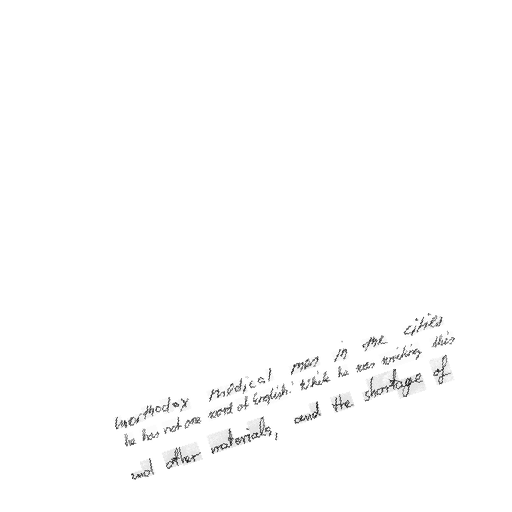 unorthodox medical men in the cities
he has not one word of English.' While he was writing this
and other materials, and the shortage of